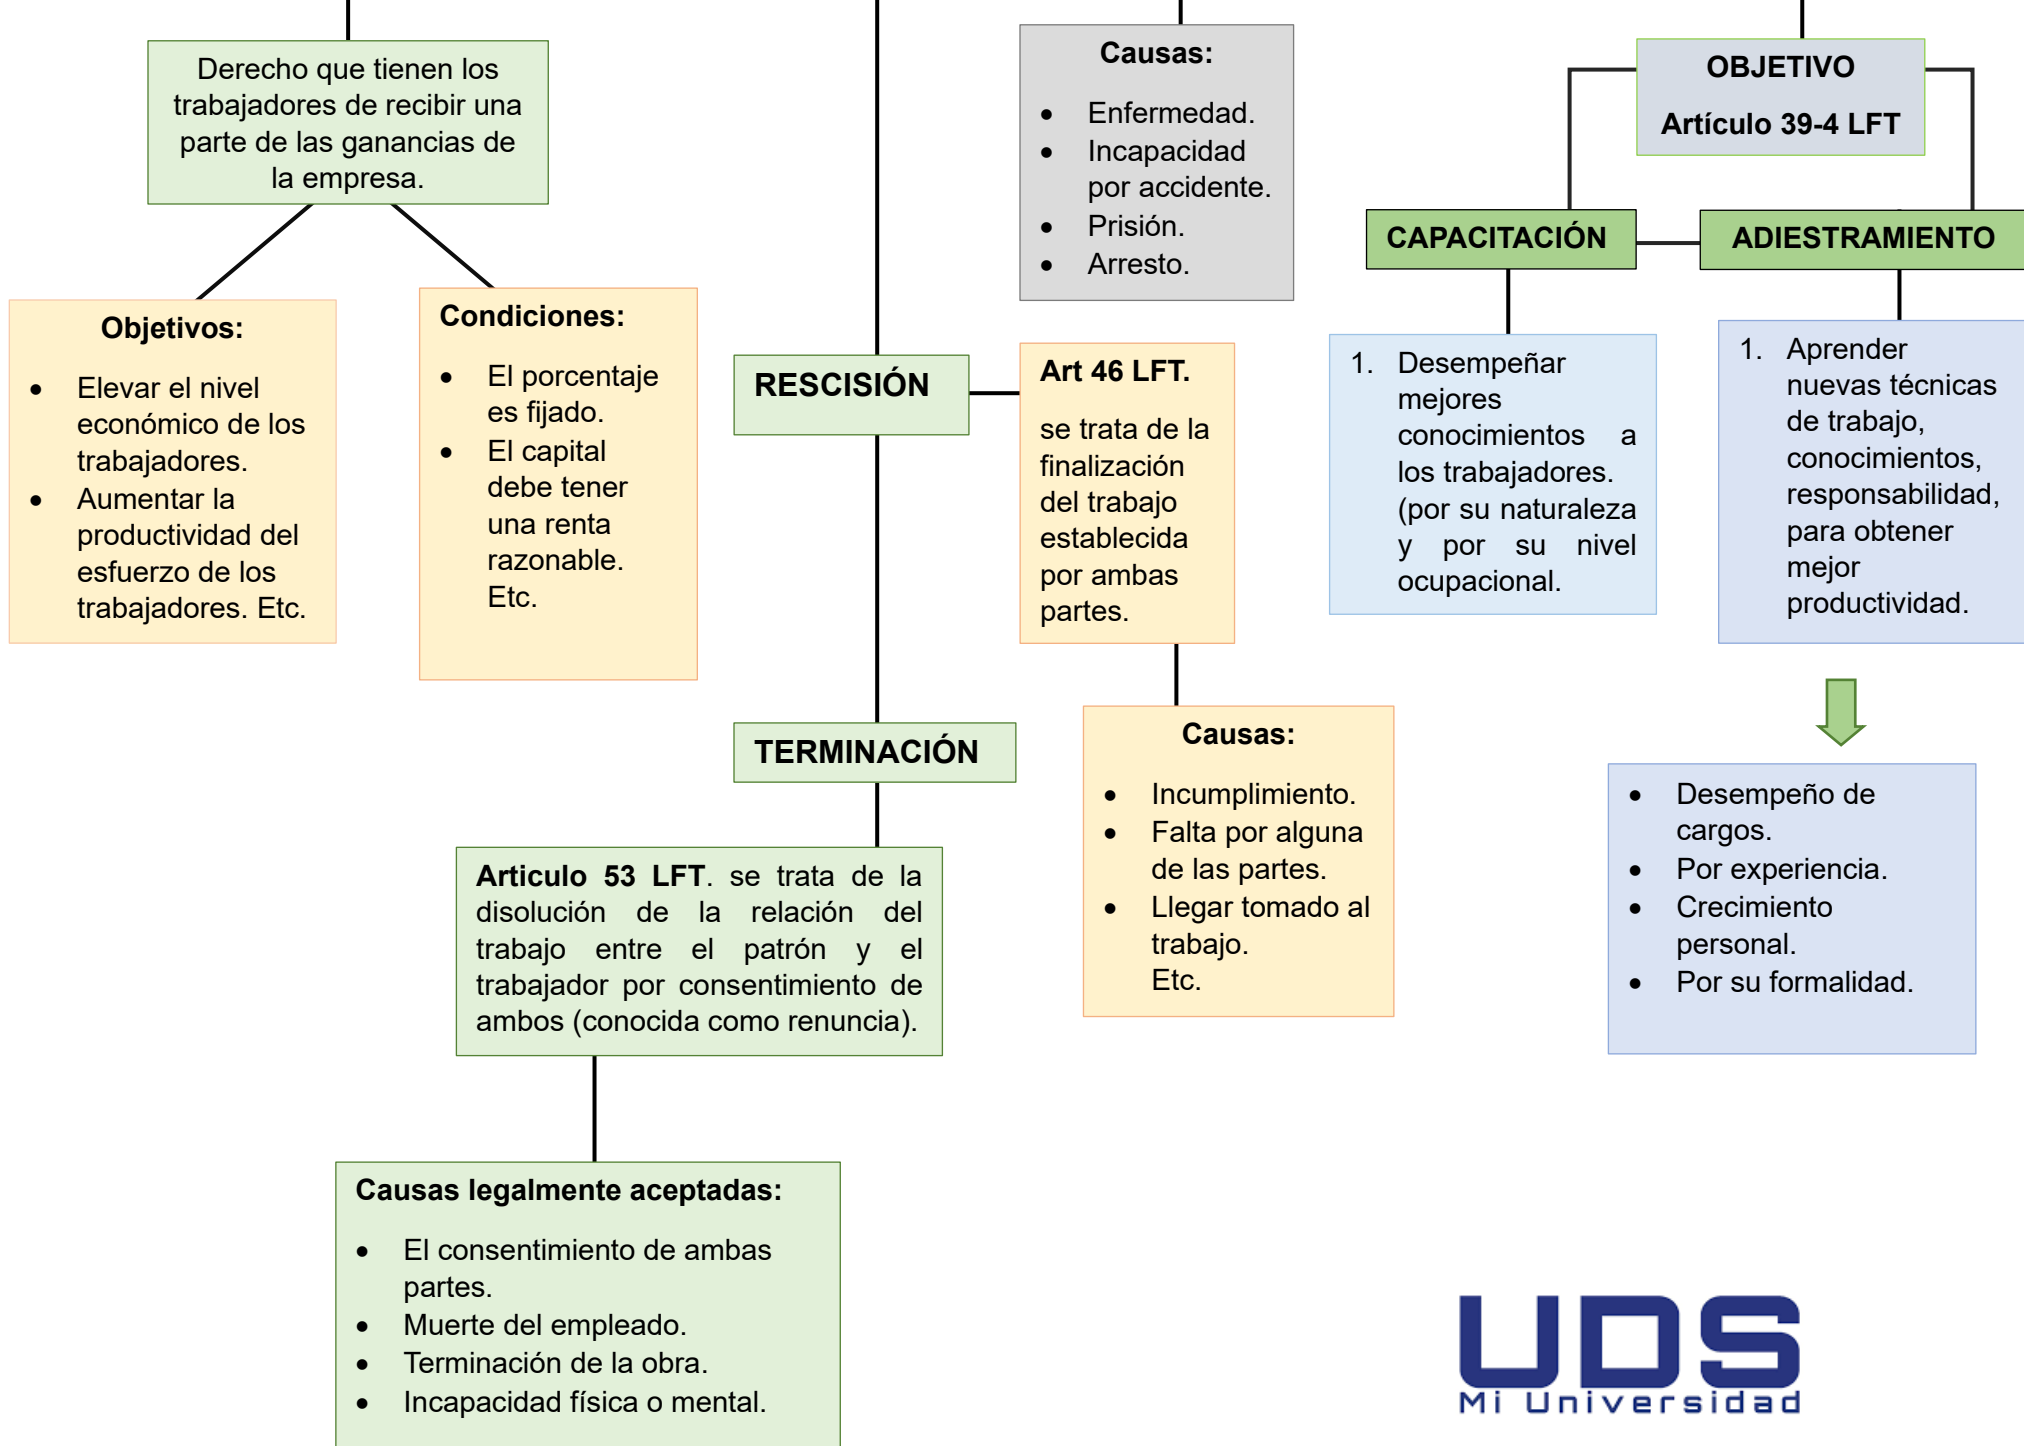 Derecho que tienen los
trabajadores de recibir una
parte de las ganancias de
la empresa.
Objetivos:
• Elevar el nivel
económico de los
trabajadores.
• Aumentar la
productividad del
esfuerzo de los
trabajadores. Etc.
Condiciones:
• El porcentaje
es fijado.
• El capital
debe tener
una renta
razonable.
Etc.
Causas:
• Enfermedad.
• Incapacidad
por accidente.
• Prisión.
• Arresto.
RESCISIÓN
Art 46 LFT.
se trata de la
finalización
del trabajo
establecida
por ambas
partes.
Causas:
• Incumplimiento.
• Falta por alguna
de las partes.
• Llegar tomado al
trabajo.
Etc.
TERMINACIÓN
Articulo 53 LFT. se trata de la
disolución de la relación del
trabajo entre el patrón y el
trabajador por consentimiento de
ambos (conocida como renuncia).
Causas legalmente aceptadas:
• El consentimiento de ambas
partes.
• Muerte del empleado.
• Terminación de la obra.
• Incapacidad física o mental.
OBJETIVO
Artículo 39-4 LFT
CAPACITACIÓN
ADIESTRAMIENTO
1. Desempeñar
mejores
conocimientos a
los trabajadores.
(por su naturaleza
y por su nivel
ocupacional.
1. Aprender
nuevas técnicas
de trabajo,
conocimientos,
responsabilidad,
para obtener
mejor
productividad.
• Desempeño de
cargos.
• Por experiencia.
• Crecimiento
personal.
• Por su formalidad.
UDS
Mi Universidad